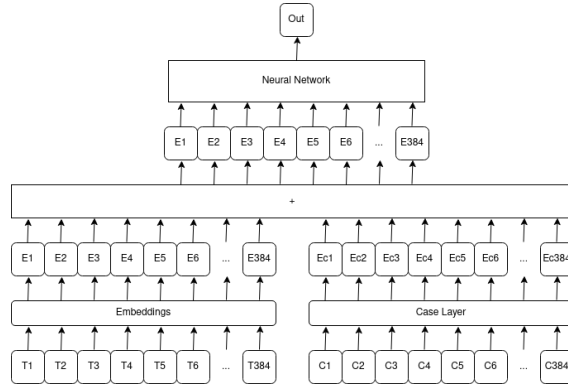 Out
Neural Network
E1 E2 E3 E4 E5 E6 ... E384
+
E1 E2 E3 E4 E5 E6 ... E384 Ec1 Ec2 Ec3 Ec4 Ec5 Ec6 ... Ec384
Embeddings Case Layer
T1 T2 T3 T4 T5 T6 ... T384 C1 C2 C3 C4 C5 C6 ... C384